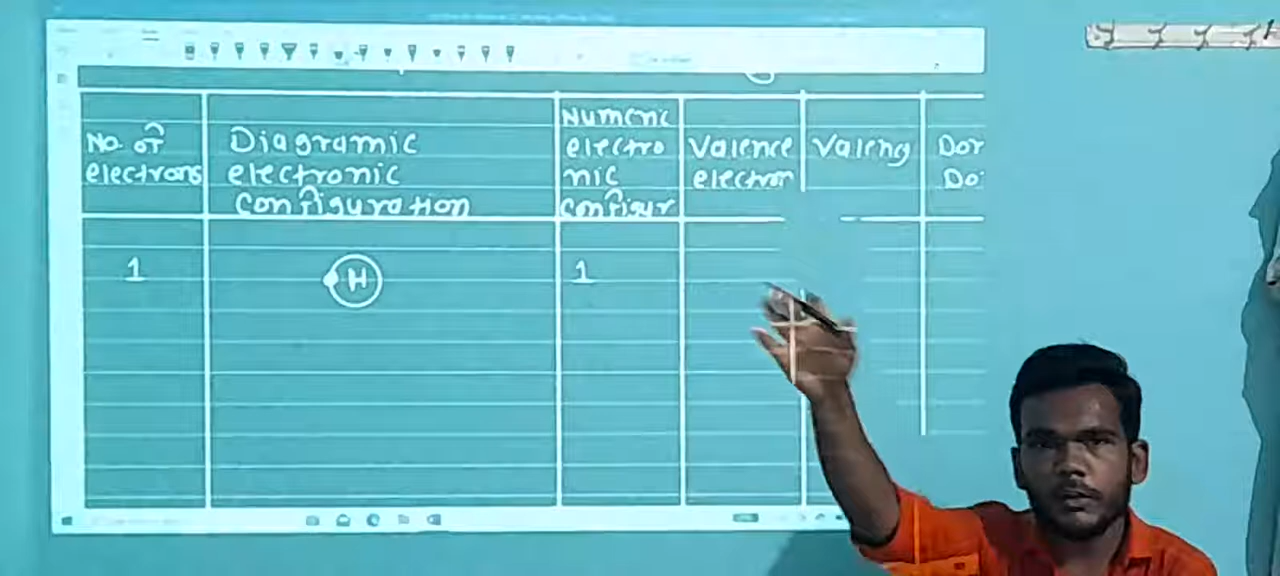 No. of
electrons
Diagramic
electronic
configuration
Numeric
electro
nic
configur
Valence
electron
Valency
Dor
Do
1
H
1